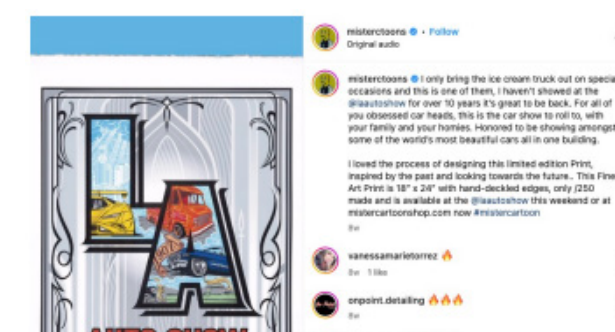 misterctoons • Follow
Original audio
misterctoons I only bring the ice cream truck out on specia
occasions and this is one of them, I haven't showed at the
@laautoshow for over 10 years it's great to be back. For all of
you obsessed car heads, this is the car show to roll to, with
your family and your homies. Honored to be showing amongst
some of the world's most beautiful cars all in one building.
I loved the process of designing this limited edition Print,
inspired by the past and looking towards the future.. This Fine
Art Print is 18" x 24" with hand-deckled edges, only /250
made and is available at the @laautoshow this weekend or at
mistercartoonshop.com now #mistercartoon
8w
vanessamarietorrez 🔥
8w 1 like
onpoint.detailing 🔥🔥🔥
8w
LA
AUTO SHOW